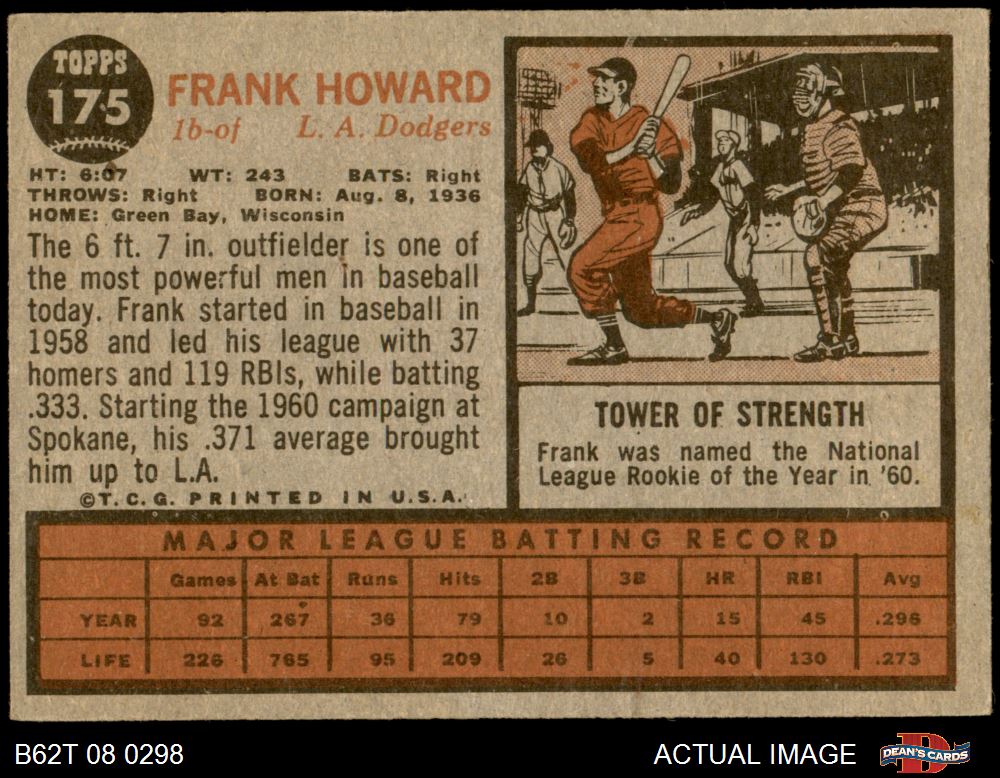 TOPPS
175
FRANK HOWARD
1b-of L. A. Dodgers
HT: 6:07 WT: 243 BATS: Right
THROWS: Right BORN: Aug. 8, 1936
HOME: Green Bay, Wisconsin
The 6 ft. 7 in. outfielder is one of
the most powerful men in baseball
today. Frank started in baseball in
1958 and led his league with 37
homers and 119 RBIs, while batting
.333. Starting the 1960 campaign at
Spokane, his .371 average brought
him up to L.A.
©T.C.G. PRINTED IN U.S.A.
TOWER OF STRENGTH
Frank was named the National
League Rookie of the Year in '60.
MAJOR LEAGUE BATTING RECORD
Games At Bat Runs Hits 2B 3B HR RBI Avg
YEAR 92 267 36 79 10 2 15 45 .296
LIFE 226 765 95 209 26 5 40 130 .273
B62T 08 0298 ACTUAL IMAGE DEAN'S CARDS